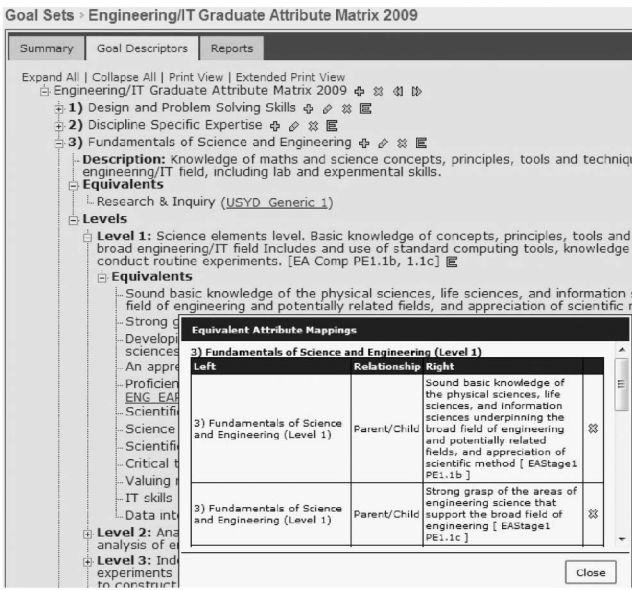 Goal Sets > Engineering/IT Graduate Attribute Matrix 2009
Summary Goal Descriptors Reports
Expand All | Collapse All | Print View | Extended Print View
Engineering/IT Graduate Attribute Matrix 2009
1) Design and Problem Solving Skills
2) Discipline Specific Expertise
3) Fundamentals of Science and Engineering
Description: Knowledge of maths and science concepts, principles, tools and techniqu
engineering/IT field, including lab and experimental skills.
Equivalents
Research & Inquiry (USYD Generic 1)
Levels
Level 1: Science elements level. Basic knowledge of concepts, principles, tools and
broad engineering/IT field Includes and use of standard computing tools, knowledge
conduct routine experiments. [EA Comp PE1.1b, 1.1c]
Equivalents
Sound basic knowledge of the physical sciences, life sciences, and information s
field of engineering and potentially related fields, and appreciation of scientific r
Strong g
Developi
sciences
An appre
Proficien
ENG EAP
Scientifi
Science
Scientifi
Critical t
Valuing r
IT skills
Data inte
Level 2: Ana
analysis of er
Level 3: Inde
experiments
to construct
Equivalent Attribute Mappings
3) Fundamentals of Science and Engineering (Level 1)
Left Relationship Right
3) Fundamentals of Science
and Engineering (Level 1)
Parent/Child
Sound basic knowledge of
the physical sciences, life
sciences, and information
sciences underpinning the
broad field of engineering
and potentially related
fields, and appreciation of
scientific method [ EAStage1
PE1.1b ]
3) Fundamentals of Science
and Engineering (Level 1)
Parent/Child
Strong grasp of the areas of
engineering science that
support the broad field of
engineering [ EAStage1
PE1.1c ]
Close